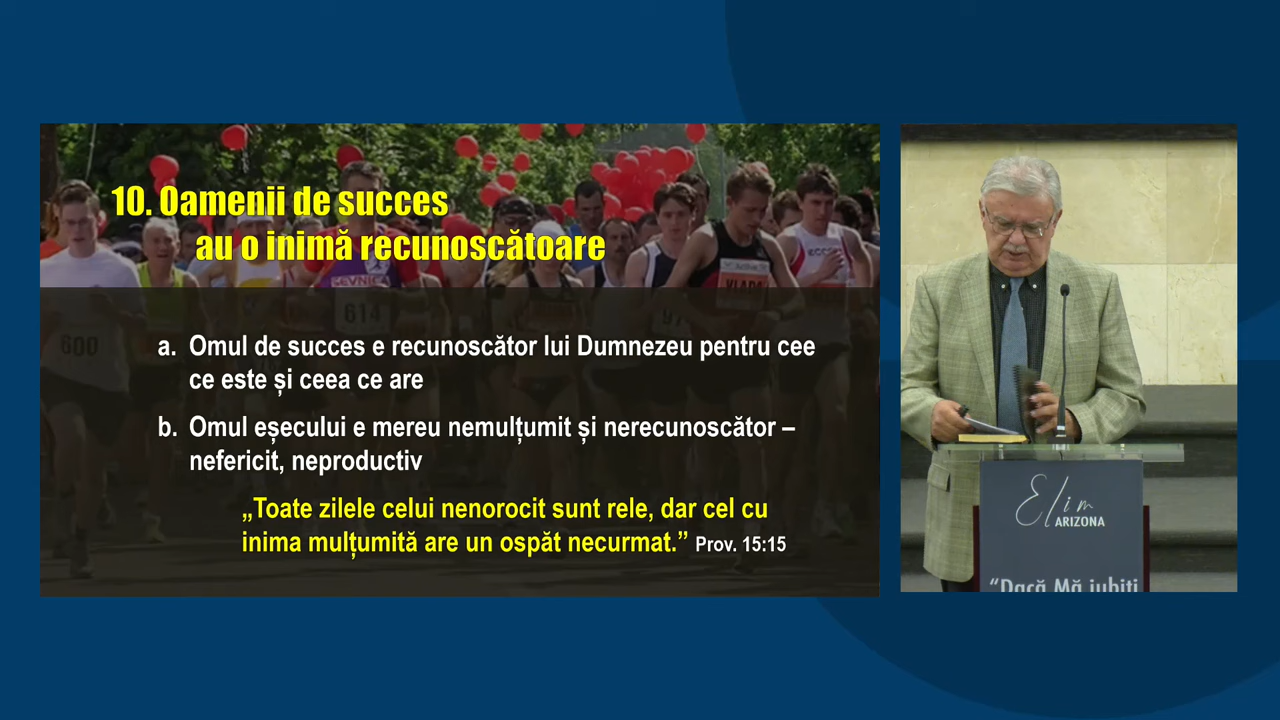 10. Oamenii de succes
au o inimă recunoscătoare
a. Omul de succes e recunoscător lui Dumnezeu pentru cee
ce este și ceea ce are
b. Omul eșecului e mereu nemulțumit și nerecunoscător –
nefericit, neproductiv
„Toate zilele celui nenorocit sunt rele, dar cel cu
inima mulțumită are un ospăt necurmat.” Prov. 15:15
600
614
Elim
ARIZONA
“Dacă Mă iubiți